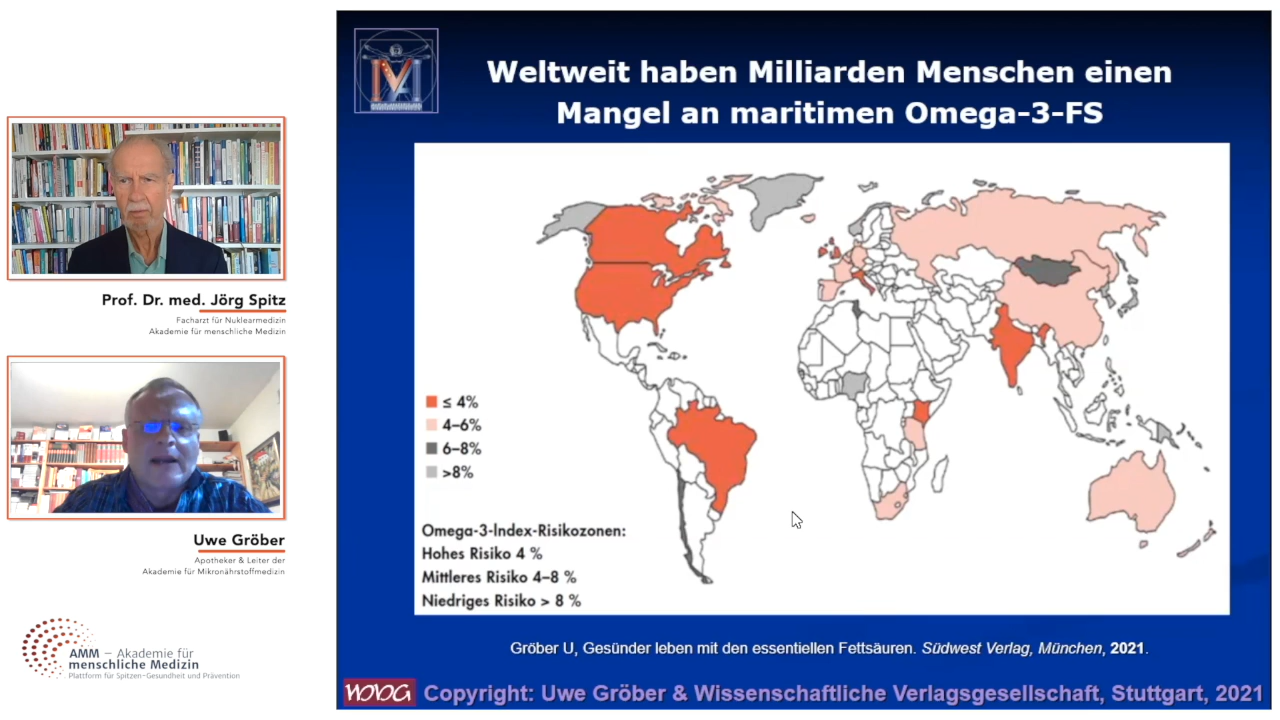 Weltweit haben Milliarden Menschen einen
Mangel an maritimen Omega-3-FS
Prof. Dr. med. Jörg Spitz
Facharzt für Nuklearmedizin
Akademie für menschliche Medizin
Uwe Gröber
Apotheker & Leiter der
Akademie für Mikronährstoffmedizin
AMM – Akademie für
menschliche Medizin
Plattform für Spitzen-Gesundheit und Prävention
≤ 4%
4–6%
6–8%
>8%
Omega-3-Index-Risikozonen:
Hohes Risiko 4 %
Mittleres Risiko 4–8 %
Niedriges Risiko > 8 %
Gröber U, Gesünder leben mit den essentiellen Fettsäuren. Südwest Verlag, München, 2021.
Copyright: Uwe Gröber & Wissenschaftliche Verlagsgesellschaft, Stuttgart, 2021